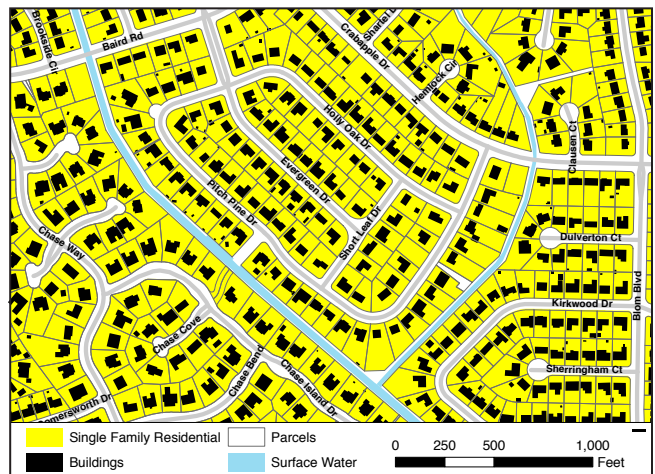 Brookside Cir
Baird Rd
Crabapple Dr
Hemlock Cir
Holly Oak Dr
Clausen Ct
Evergreen Dr
Pitch Pine Dr
Short Leaf Dr
Dulverton Ct
Chase Way
Blom Blvd
Kirkwood Dr
Chase Cove
Chase Bend
Chase Island Dr
Sherringham Ct
omersworth Dr
Single Family Residential
Parcels
Buildings
Surface Water
0 250 500 1,000
Feet